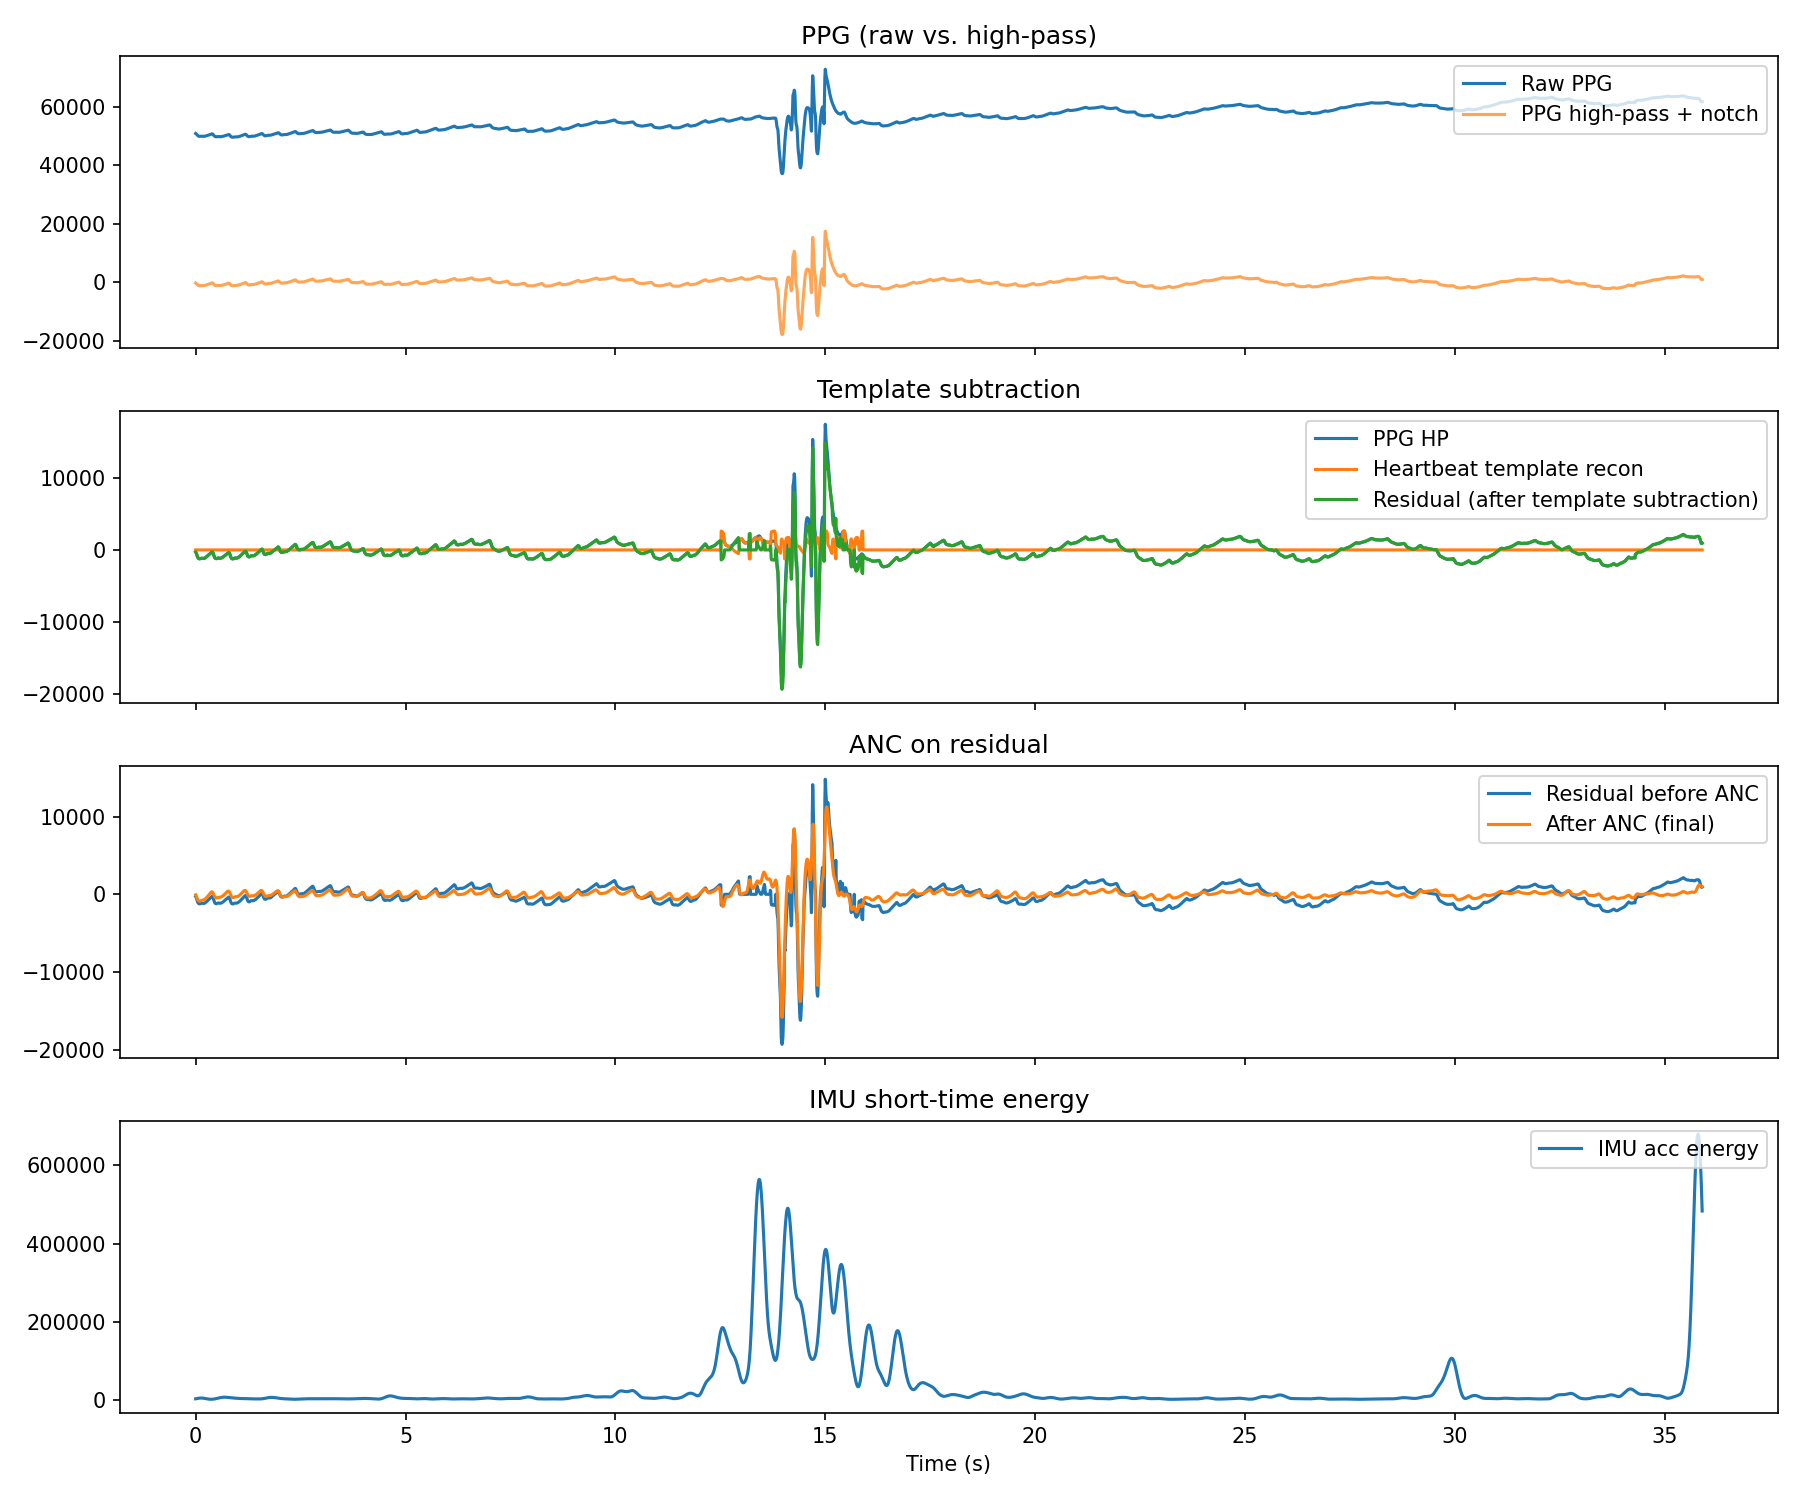 PPG (raw vs. high-pass)
Raw PPG
PPG high-pass + notch
60000
40000
20000
0
−20000
Template subtraction
PPG HP
Heartbeat template recon
Residual (after template subtraction)
10000
0
−10000
−20000
ANC on residual
Residual before ANC
After ANC (final)
10000
0
−10000
−20000
IMU short-time energy
IMU acc energy
600000
400000
200000
0
0 5 10 15 20 25 30 35
Time (s)